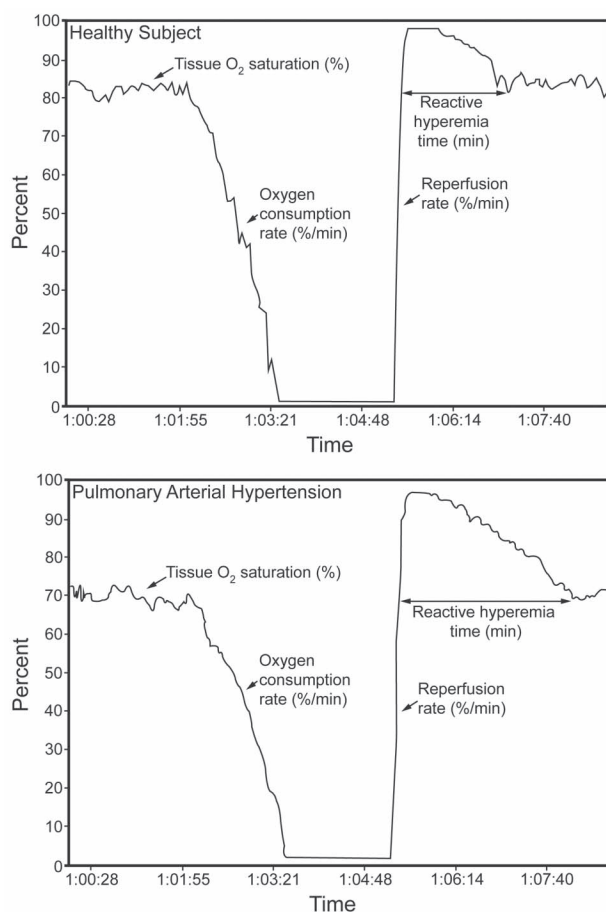 Healthy Subject
Tissue O₂ saturation (%)
Reactive
hyperemia
time (min)
Oxygen
consumption
rate (%/min)
Reperfusion
rate (%/min)
Percent
100
90
80
70
60
50
40
30
20
10
0
1:00:28 1:01:55 1:03:21 1:04:48 1:06:14 1:07:40
Time
Pulmonary Arterial Hypertension
Tissue O₂ saturation (%)
Reactive hyperemia
time (min)
Oxygen
consumption
rate (%/min)
Reperfusion
rate (%/min)
Percent
100
90
80
70
60
50
40
30
20
10
0
1:00:28 1:01:55 1:03:21 1:04:48 1:06:14 1:07:40
Time